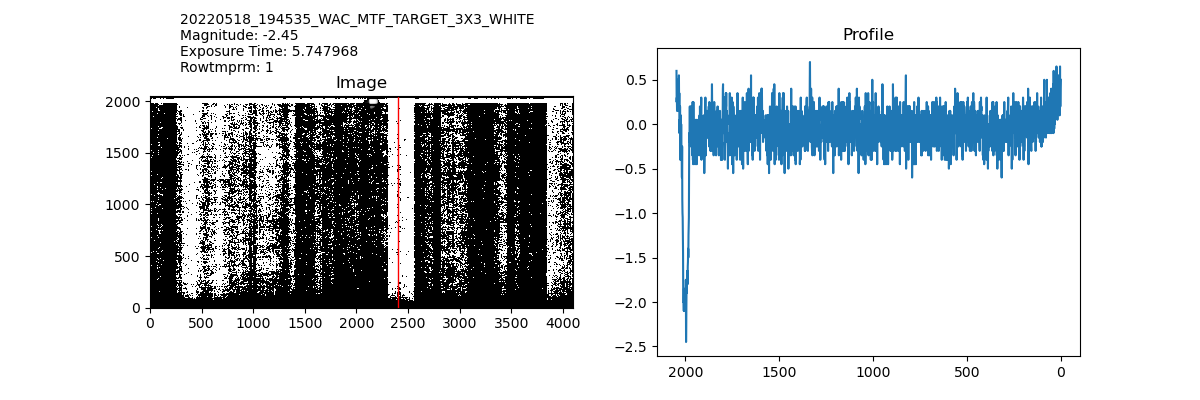 20220518_194535_WAC_MTF_TARGET_3X3_WHITE
Magnitude: -2.45
Exposure Time: 5.747968
Rowtmprm: 1
Image
2000
1500
1000
500
0
0 500 1000 1500 2000 2500 3000 3500 4000
Profile
0.5
0.0
−0.5
−1.0
−1.5
−2.0
−2.5
2000 1500 1000 500 0